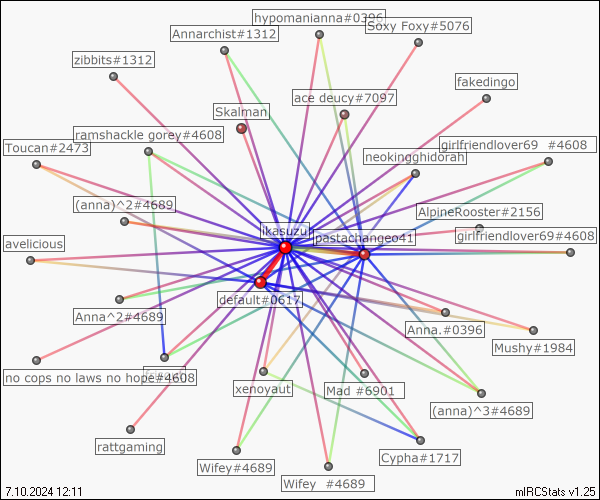 hypomanianna#0396
Soxy Foxy#5076
Annarchist#1312
zibbits#1312
fakedingo
ace deucy#7097
Skalman
ramshackle gorey#4608
Toucan#2473
girlfriendlover69 #4608
neokingghidorah
(anna)^2#4689
AlpineRooster#2156
ikasuzu
pastachangeo41
girlfriendlover69#4608
avelicious
default#0617
Anna^2#4689
Anna.#0396
Mushy#1984
no cops no laws no hope#4608
xenoyaut
Mad #6901
(anna)^3#4689
rattgaming
Cypha#1717
Wifey#4689
Wifey #4689
7.10.2024 12:11
mIRCStats v1.25